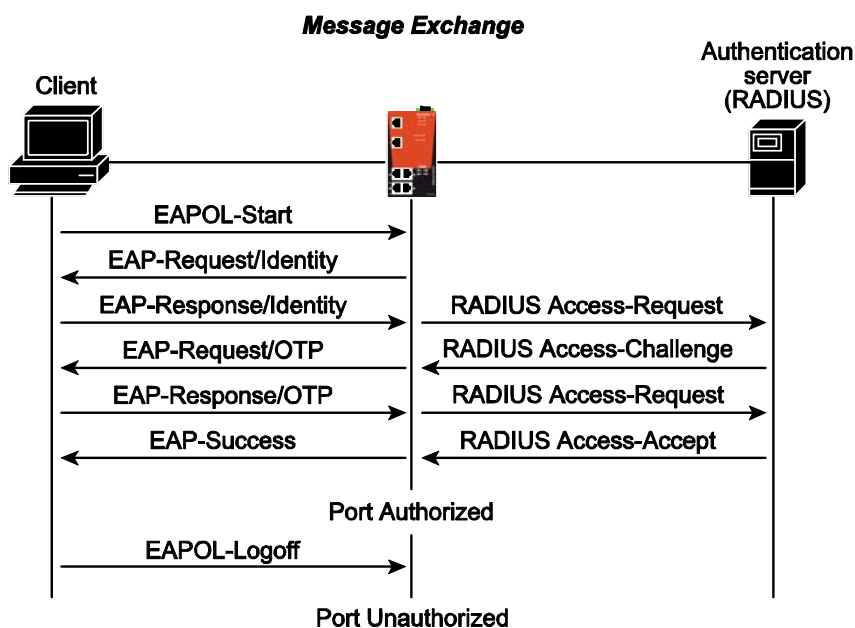 Message Exchange
Client
Authentication
server
(RADIUS)
EAPOL-Start
EAP-Request/Identity
EAP-Response/Identity
RADIUS Access-Request
EAP-Request/OTP
RADIUS Access-Challenge
EAP-Response/OTP
RADIUS Access-Request
EAP-Success
RADIUS Access-Accept
Port Authorized
EAPOL-Logoff
Port Unauthorized